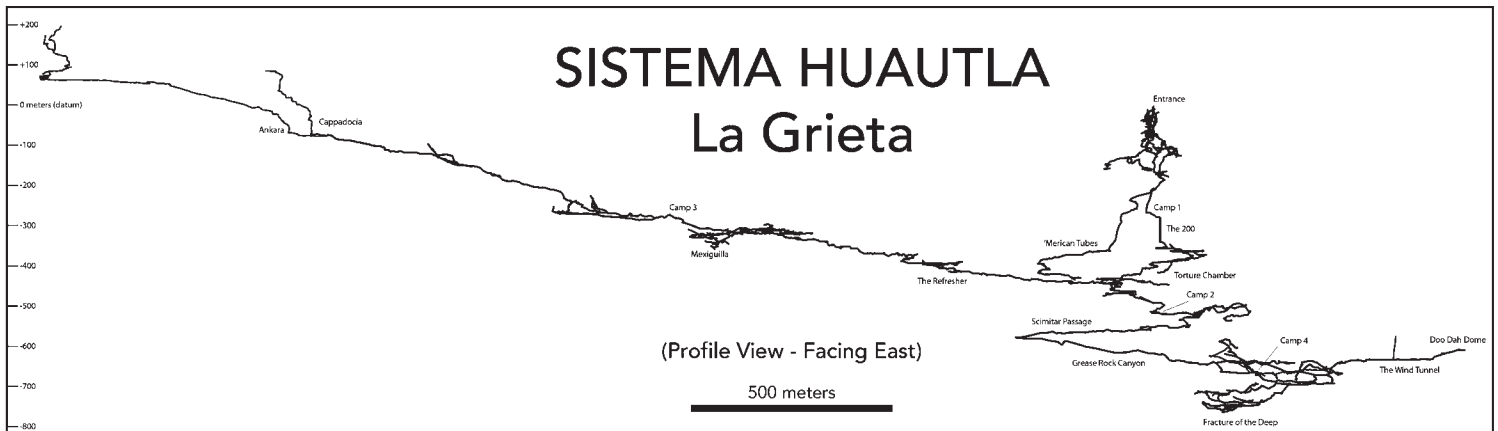 SISTEMA HUAUTLA
La Grieta
+200
+100
0 meters (datum)
-100
-200
-300
-400
-500
-600
-700
-800
Ankara
Cappadocia
Camp 3
Mexiguilla
The Refresher
Entrance
Camp 1
The 200
'Merican Tubes
Torture Chamber
Camp 2
Scimitar Passage
Grease Rock Canyon
Camp 4
Doo Dah Dome
The Wind Tunnel
Fracture of the Deep
(Profile View - Facing East)
500 meters